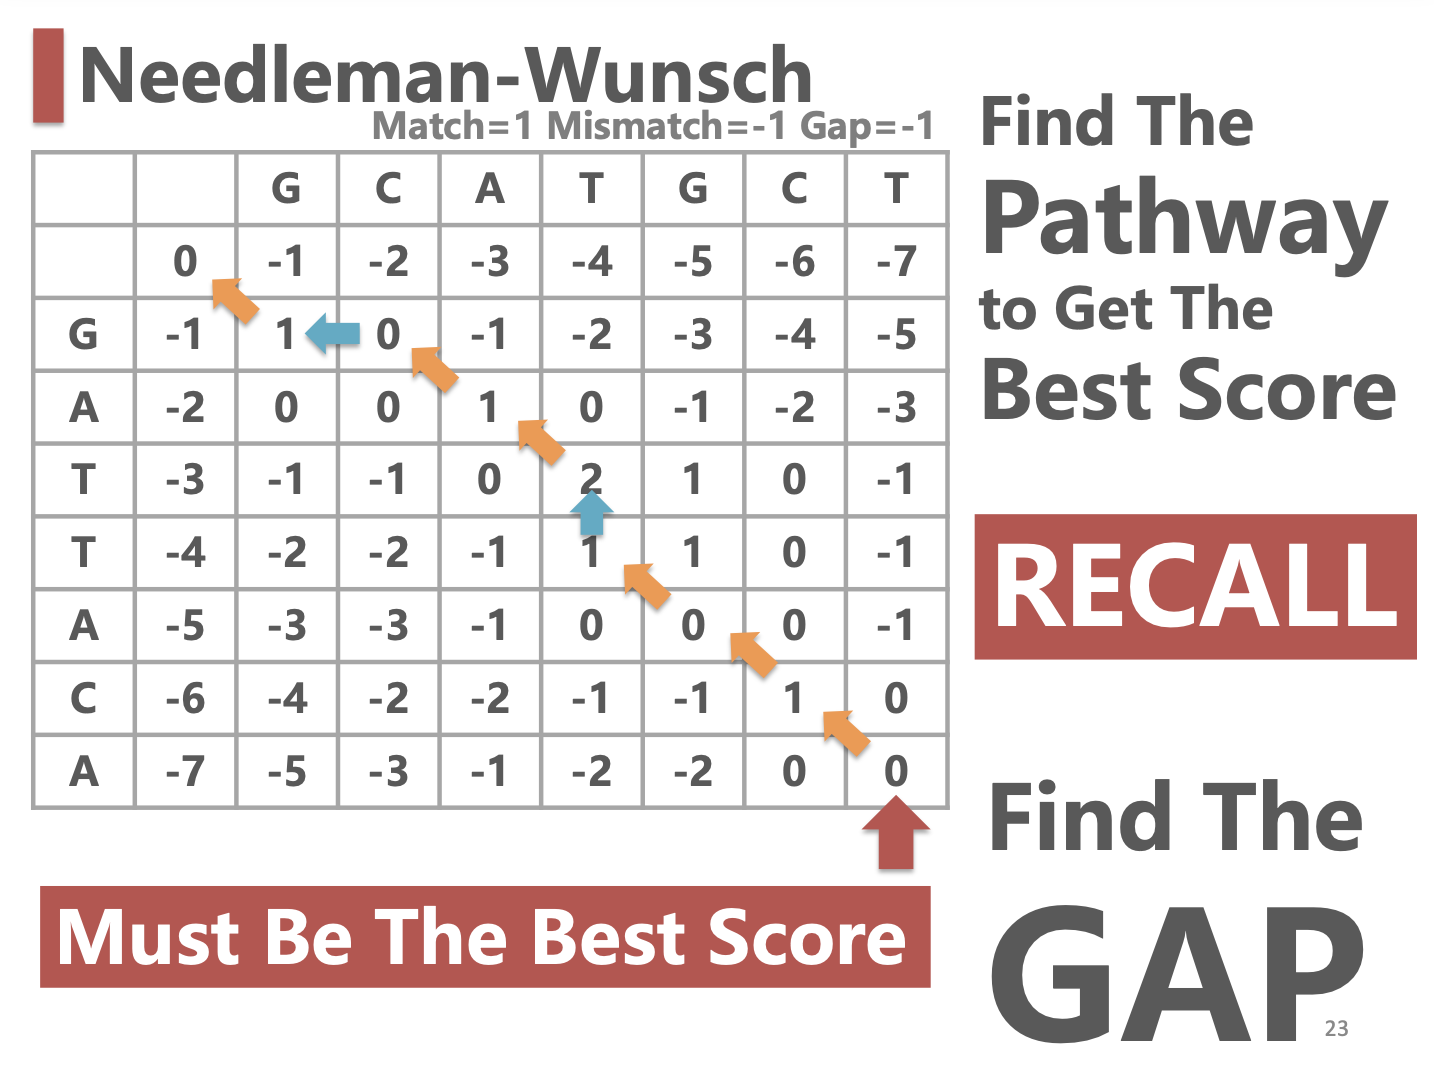 Needleman-Wunsch
Match=1 Mismatch=-1 Gap=-1
G C A T G C T
0 -1 -2 -3 -4 -5 -6 -7
G -1 1 0 -1 -2 -3 -4 -5
A -2 0 0 1 0 -1 -2 -3
T -3 -1 -1 0 2 1 0 -1
T -4 -2 -2 -1 1 1 0 -1
A -5 -3 -3 -1 0 0 0 -1
C -6 -4 -2 -2 -1 -1 1 0
A -7 -5 -3 -1 -2 -2 0 0
Must Be The Best Score
Find The
Pathway
to Get The
Best Score
RECALL
Find The
GAP
23